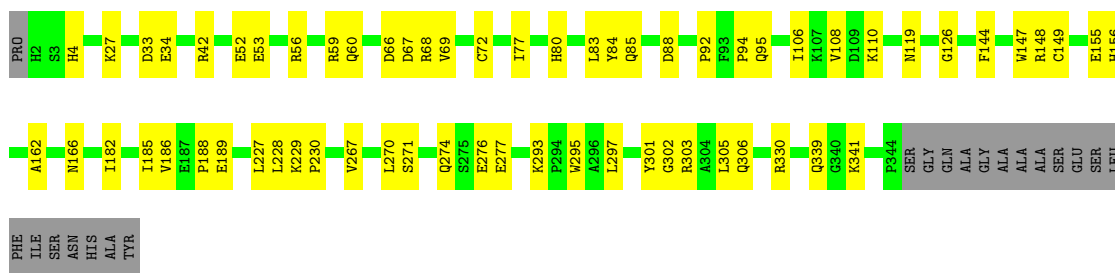 PRO H2 S3 H4 K27 D33 E34 R42 E52 E53 R56 R59 Q60 D66 D67 R68 V69 C72 I77 H80 L83 Y84 Q85 D88 P92 F93 P94 Q95 I106 K107 V108 D109 K110 N119 G126 F144 W147 R148 C149 E155 H156
A162 N166 I182 I185 V186 E187 P188 E189 L227 L228 K229 P230 V267 L270 S271 Q274 S275 E276 E277 K293 P294 W295 A296 L297 Y301 G302 R303 A304 L305 Q306 R330 Q339 G340 K341 P344 SER GLY GLN ALA GLY ALA ALA ALA SER GLU SER LEU
PHE ILE SER ASN HIS ALA TYR